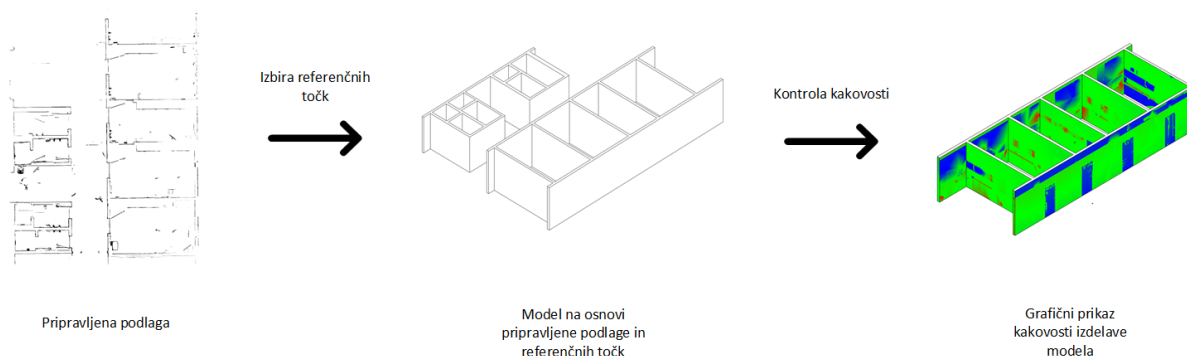 Izbira referenčnih
točk
Kontrola kakovosti
Pripravljena podlaga
Model na osnovi
pripravljene podlage in
referenčnih točk
Grafični prikaz
kakovosti izdelave
modela